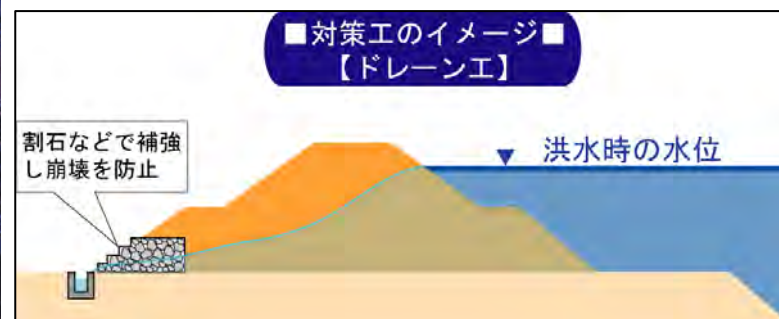 ■対策工のイメージ■
【ドレーン工】
割石などで補強
し崩壊を防止
▼ 洪水時の水位